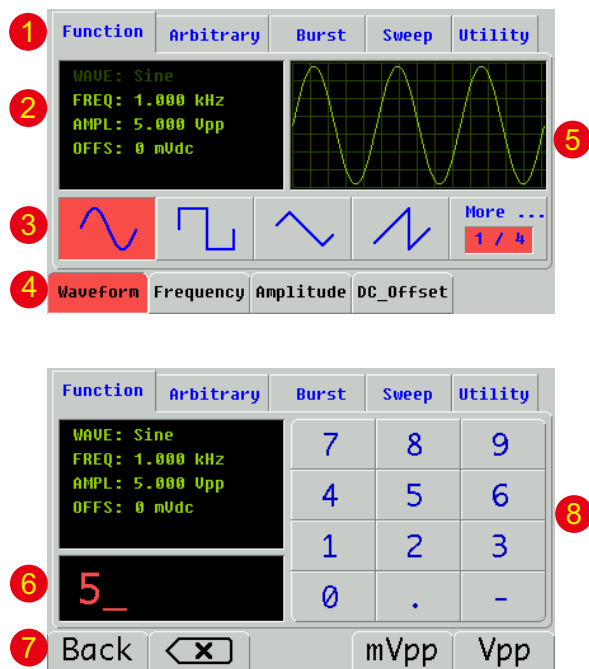 1 Function Arbitrary Burst Sweep Utility
2 WAVE: Sine
FREQ: 1.000 kHz
AMPL: 5.000 Vpp
OFFS: 0 mVdc
5
3 More ...
1 / 4
4 Waveform Frequency Amplitude DC_Offset
Function Arbitrary Burst Sweep Utility
WAVE: Sine
FREQ: 1.000 kHz
AMPL: 5.000 Vpp
OFFS: 0 mVdc
7 8 9
4 5 6
8
1 2 3
6 5_
0 . -
7 Back X mVpp Vpp